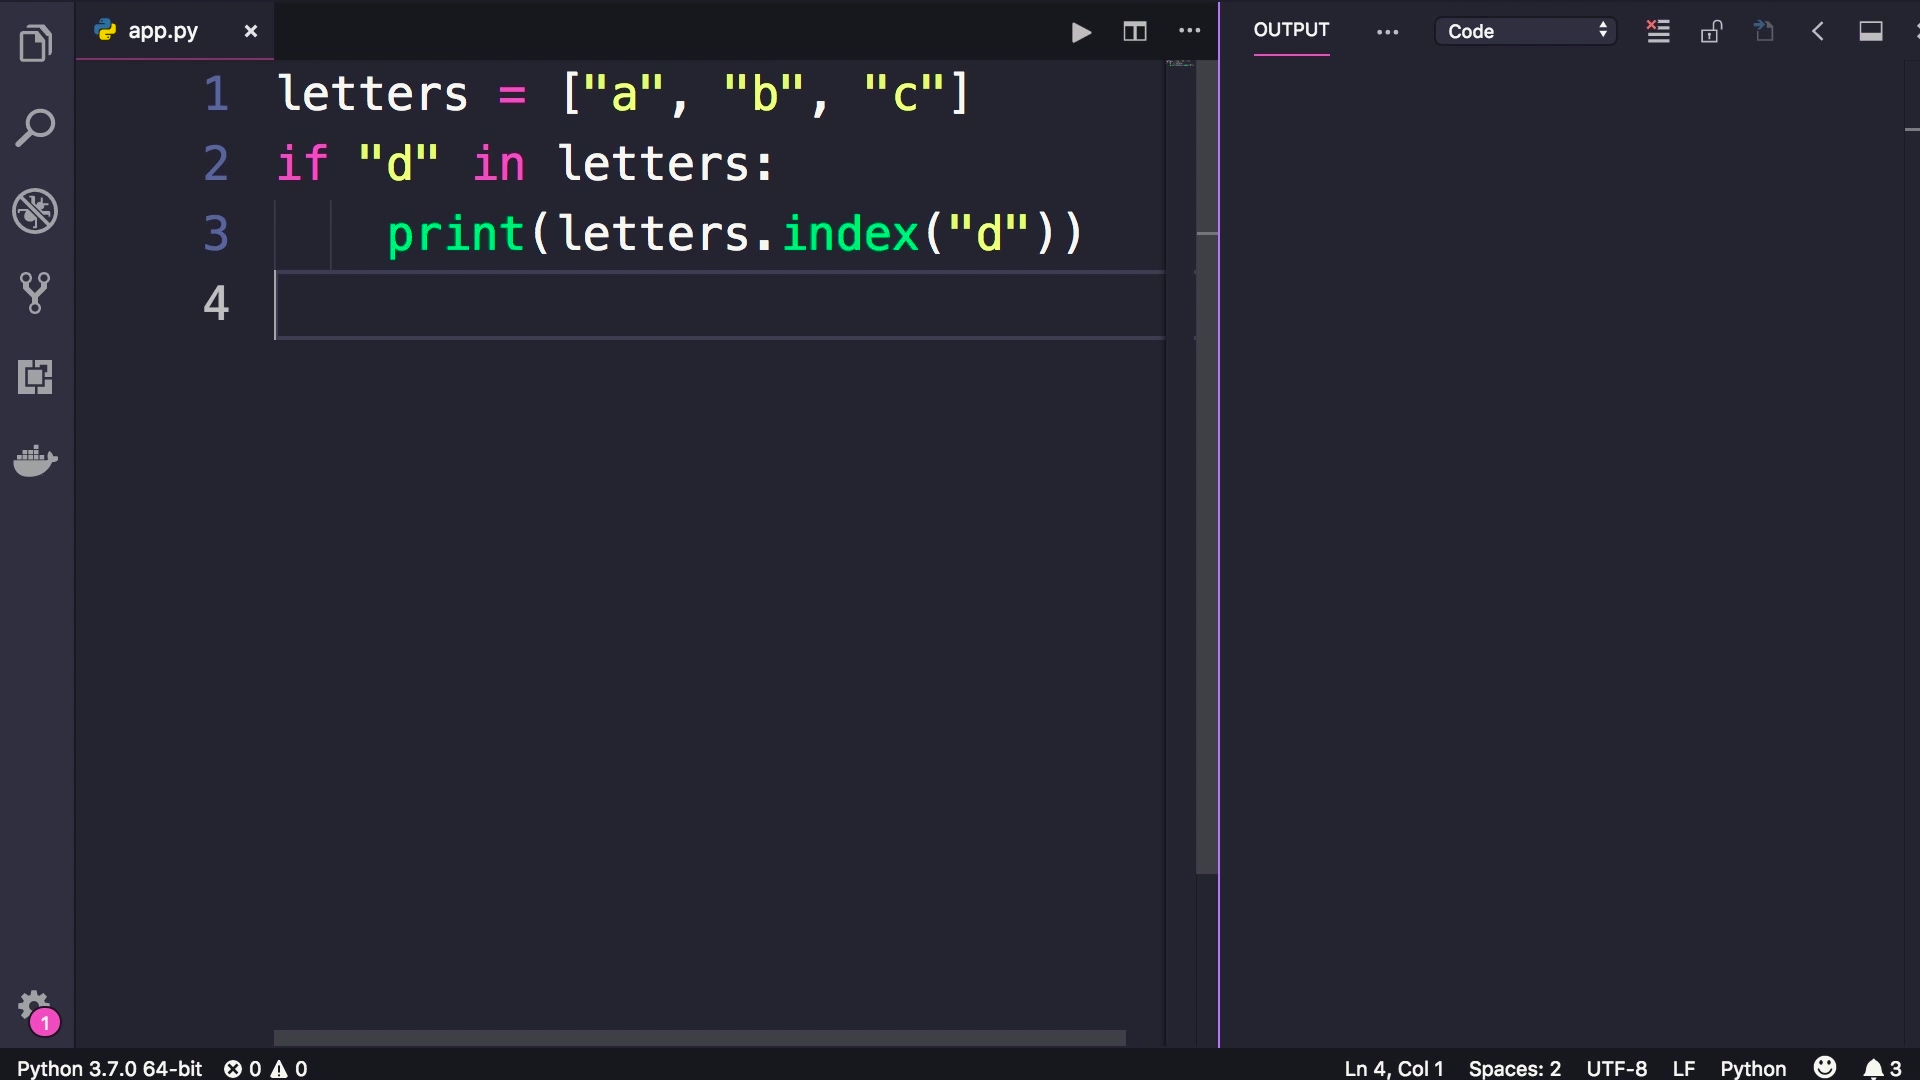 app.py
OUTPUT
Code
1 letters = ["a", "b", "c"]
2 if "d" in letters:
3     print(letters.index("d"))
4
1
Python 3.7.0 64-bit 0 0 Ln 4, Col 1 Spaces: 2 UTF-8 LF Python 3